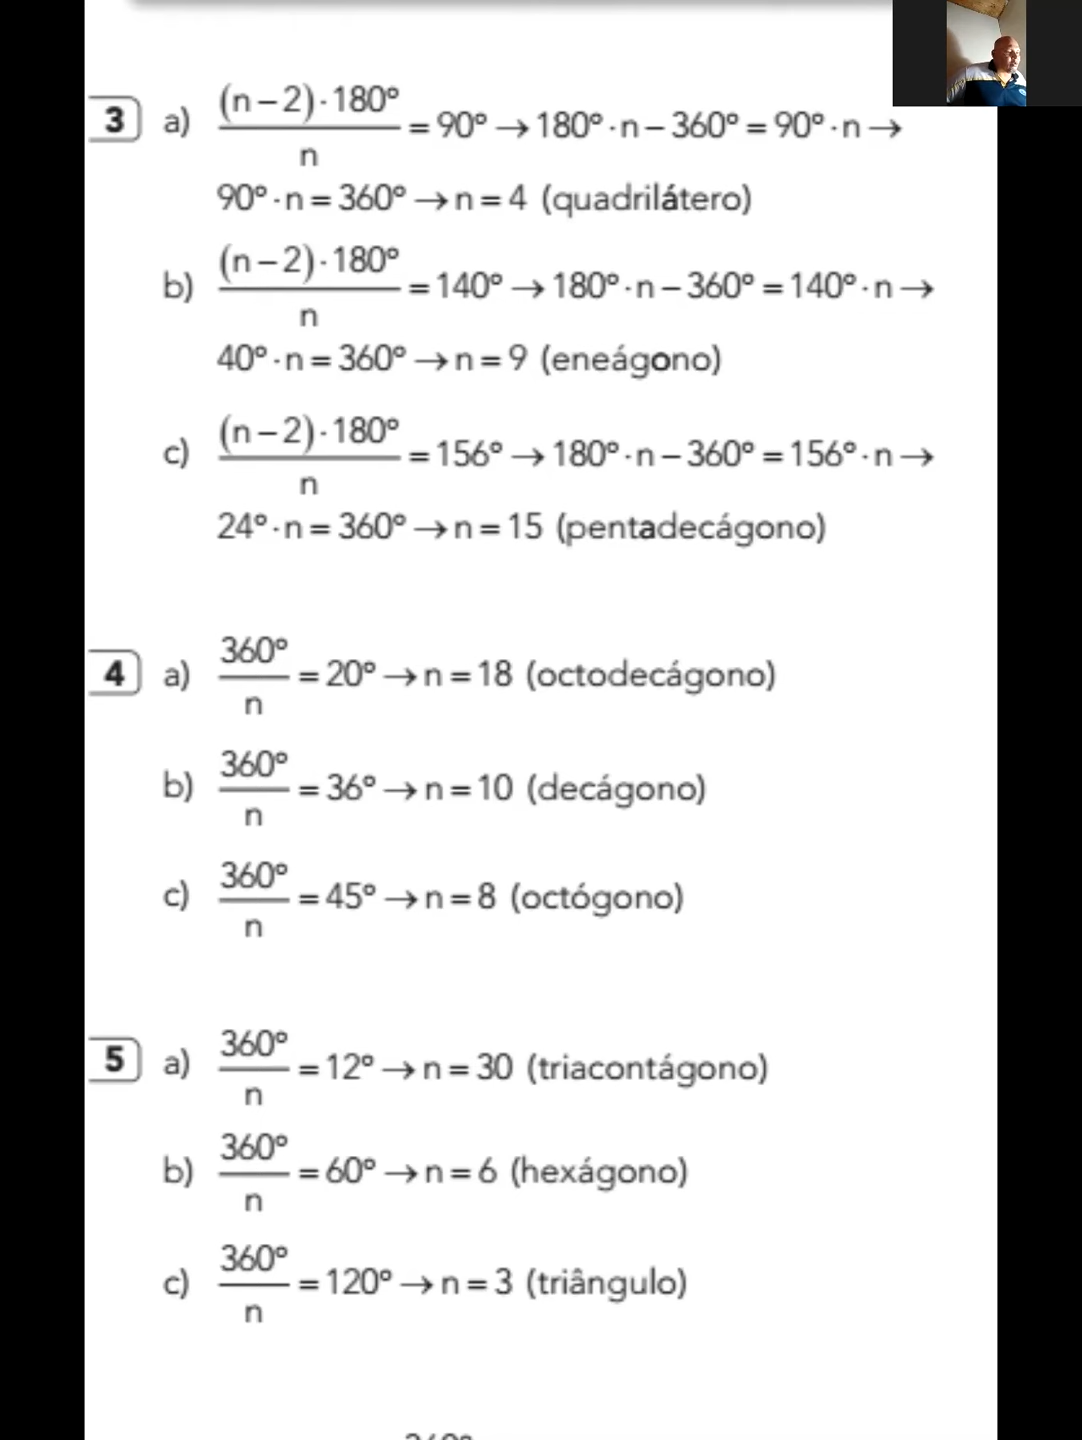 3 a) (n – 2) · 180° / n = 90° → 180° · n – 360° = 90° · n →
90° · n = 360° → n = 4 (quadrilátero)
b) (n – 2) · 180° / n = 140° → 180° · n – 360° = 140° · n →
40° · n = 360° → n = 9 (eneágono)
c) (n – 2) · 180° / n = 156° → 180° · n – 360° = 156° · n →
24° · n = 360° → n = 15 (pentadecágono)
4 a) 360° / n = 20° → n = 18 (octodecágono)
b) 360° / n = 36° → n = 10 (decágono)
c) 360° / n = 45° → n = 8 (octógono)
5 a) 360° / n = 12° → n = 30 (triacontágono)
b) 360° / n = 60° → n = 6 (hexágono)
c) 360° / n = 120° → n = 3 (triângulo)